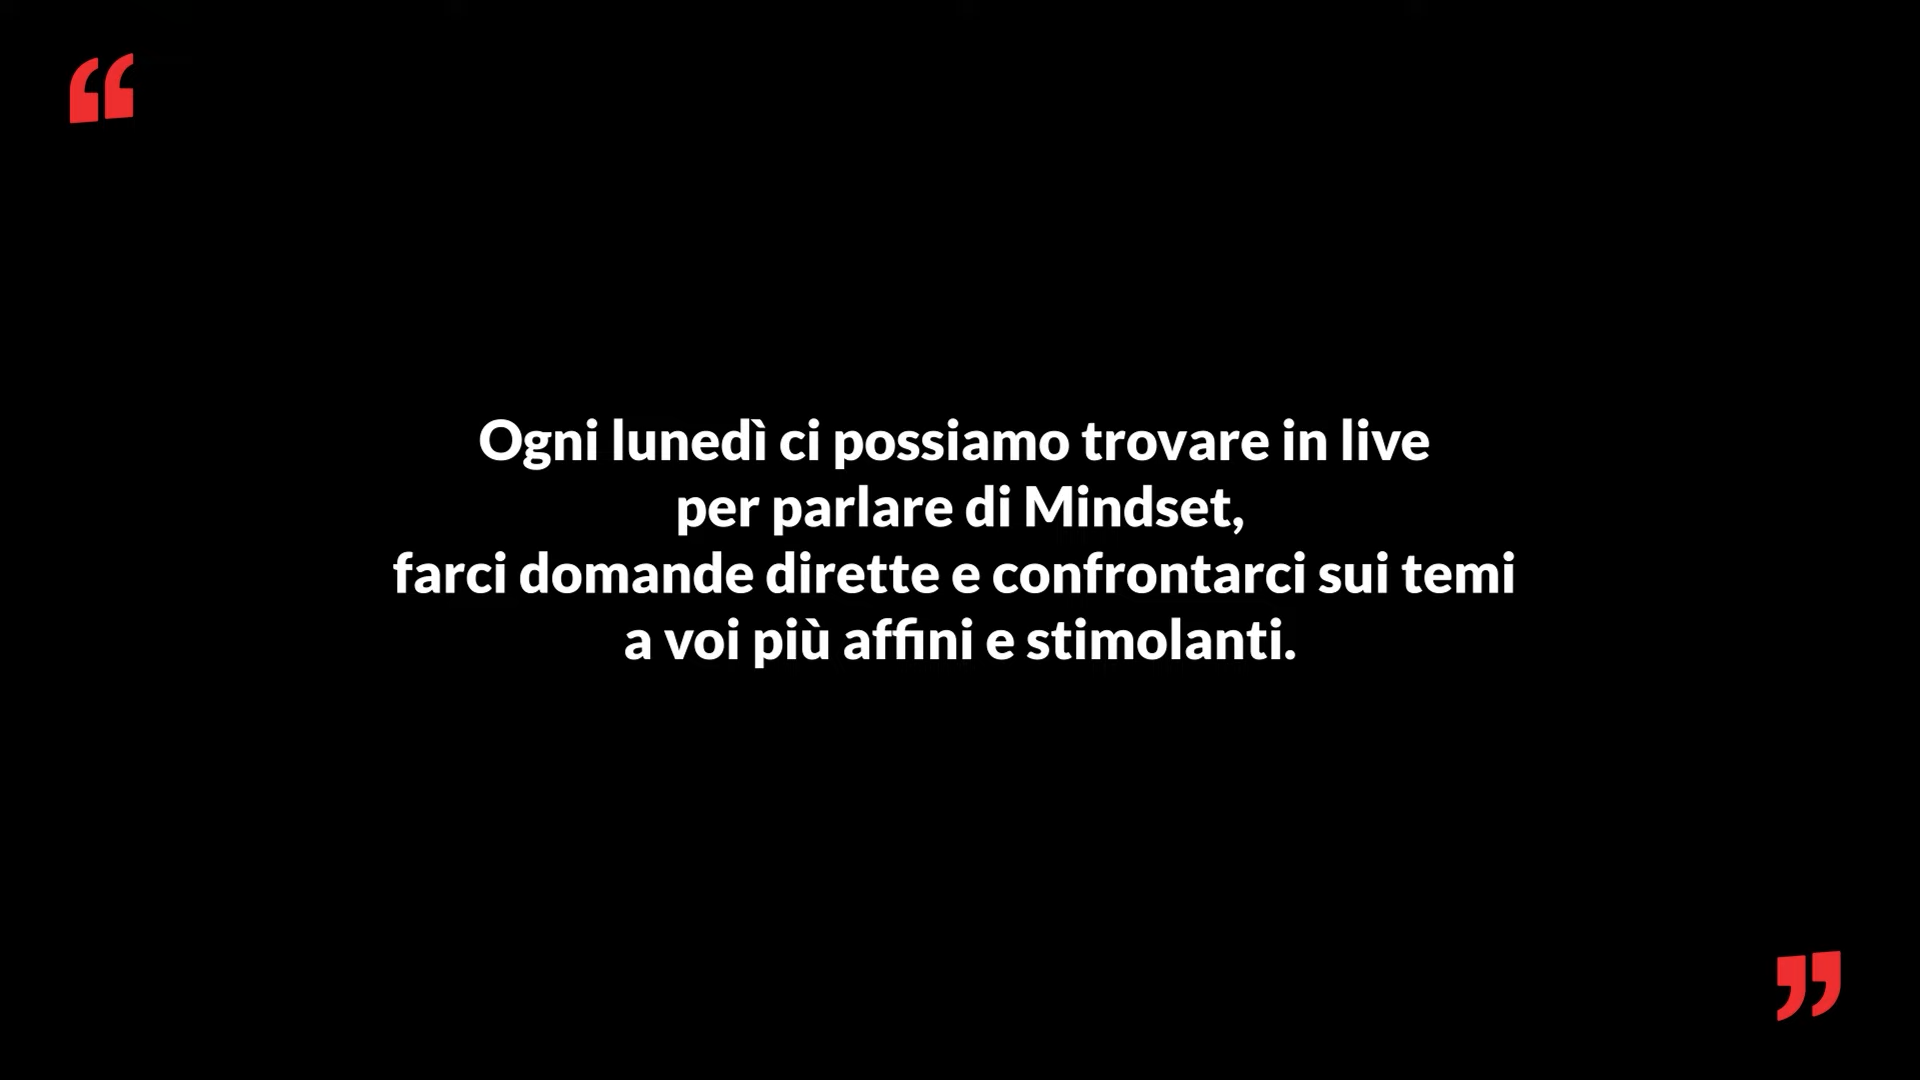 “
Ogni lunedì ci possiamo trovare in live
per parlare di Mindset,
farci domande dirette e confrontarci sui temi
a voi più affini e stimolanti.
”